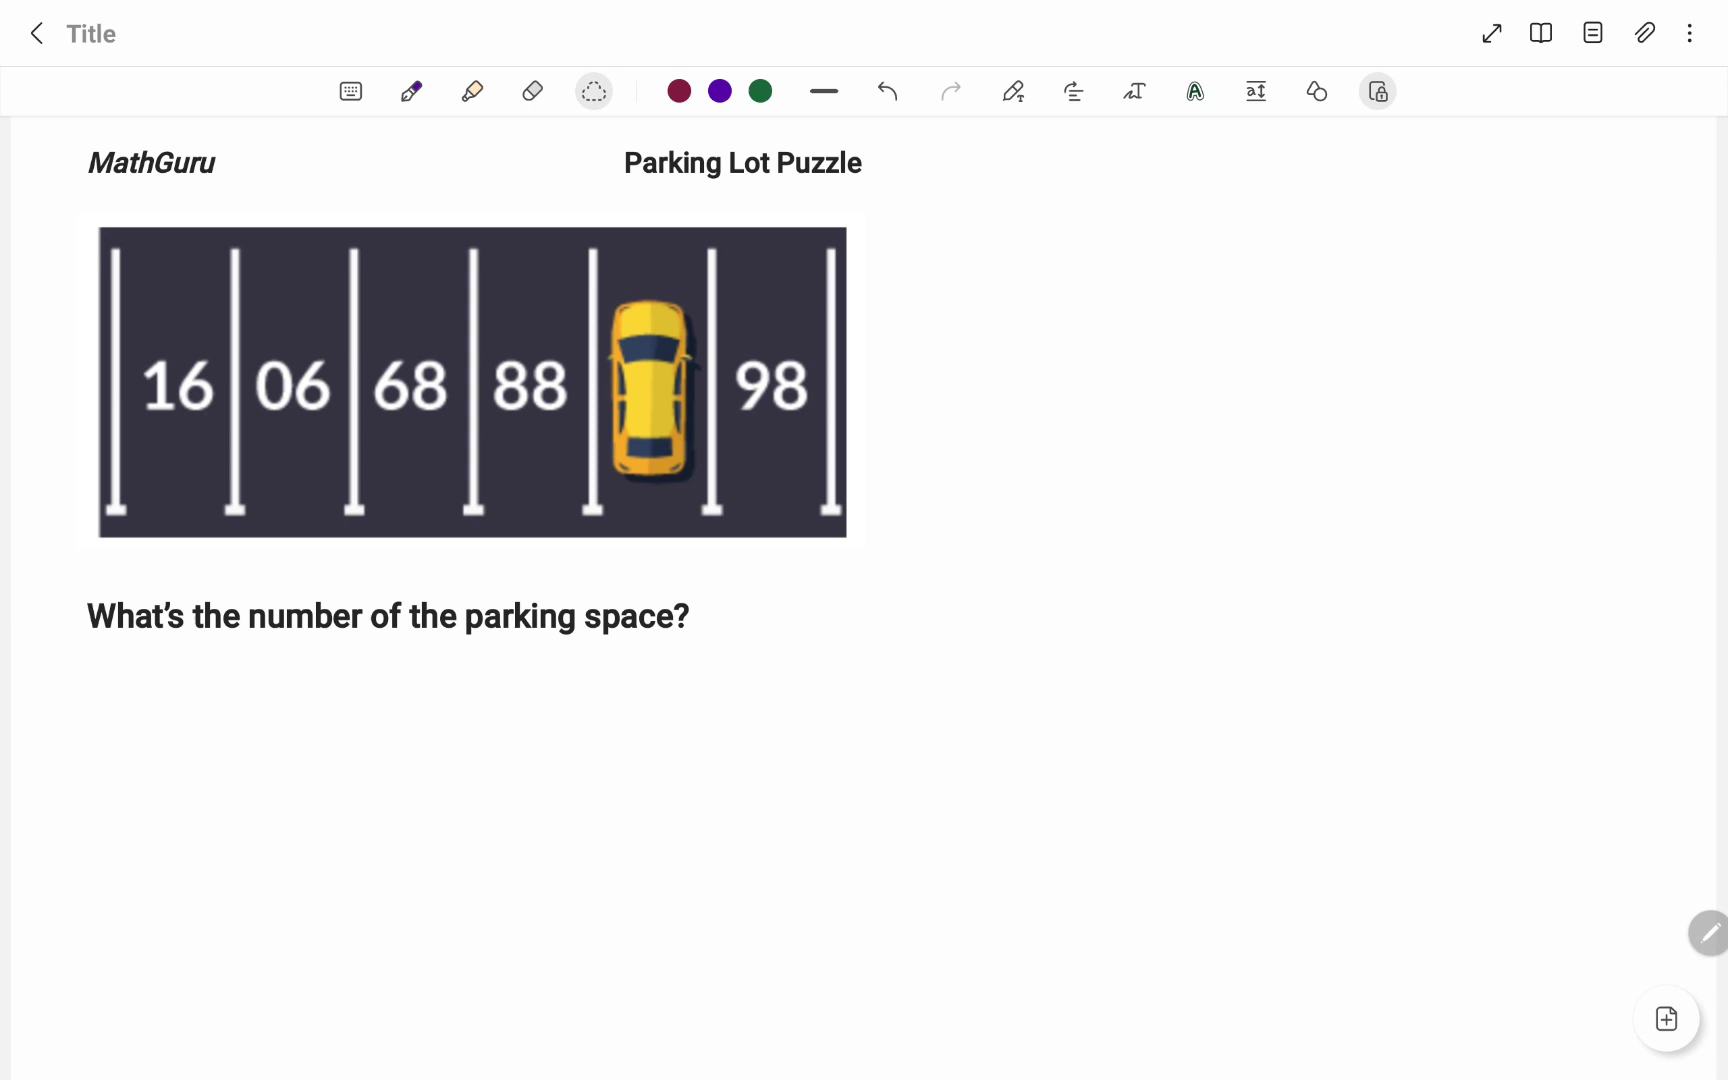 Title
MathGuru
Parking Lot Puzzle
16 06 68 88 98
What's the number of the parking space?